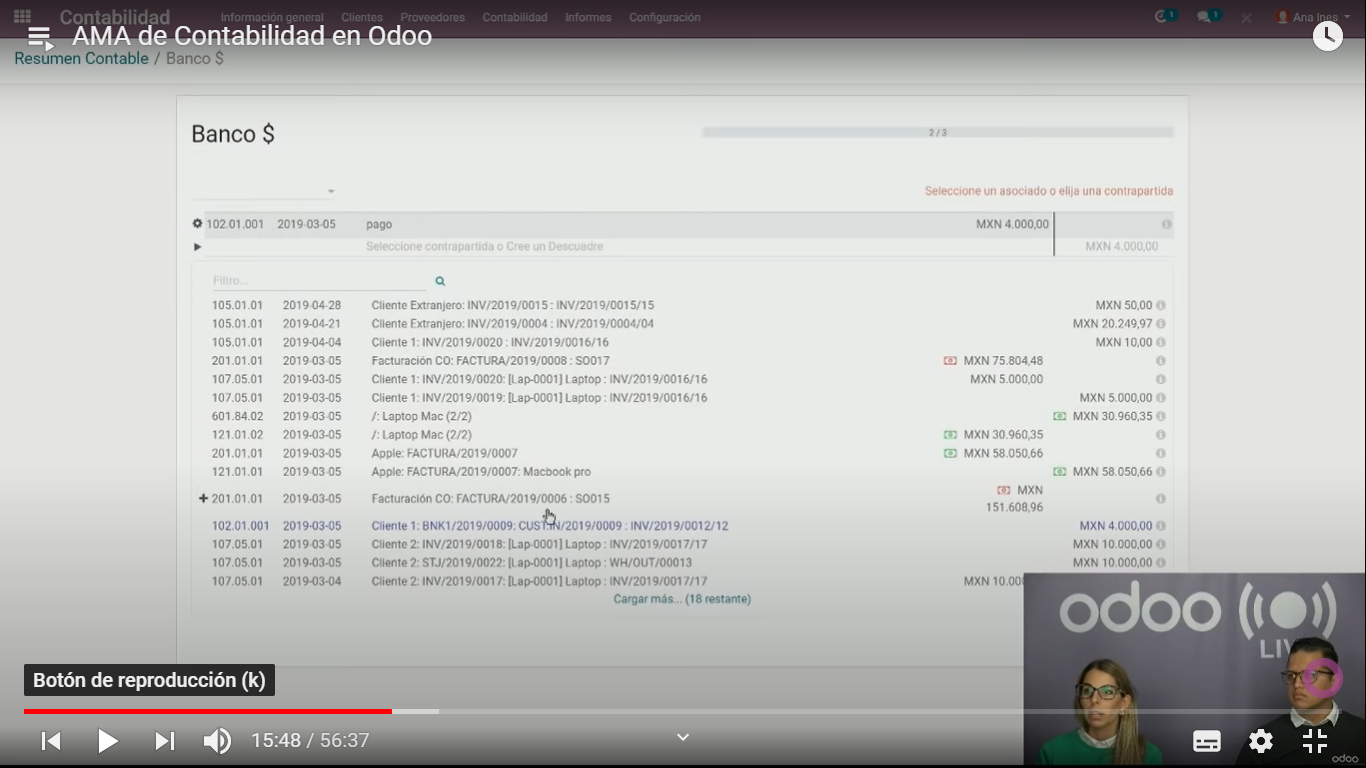 Contabilidad Información general Clientes Proveedores Contabilidad Informes Configuración 1 1 Ana Ines
AMA de Contabilidad en Odoo
Resumen Contable / Banco $
Banco $ 2 / 3
Seleccione un asociado o elija una contrapartida
102.01.001 2019-03-05 pago MXN 4.000,00
Seleccione contrapartida o Cree un Descuadre MXN 4.000,00
Filtro...
105.01.01 2019-04-28 Cliente Extranjero: INV/2019/0015 : INV/2019/0015/15 MXN 50,00
105.01.01 2019-04-21 Cliente Extranjero: INV/2019/0004 : INV/2019/0004/04 MXN 20.249,97
105.01.01 2019-04-04 Cliente 1: INV/2019/0020 : INV/2019/0016/16 MXN 10,00
201.01.01 2019-03-05 Facturación CO: FACTURA/2019/0008 : SO017 MXN 75.804,48
107.05.01 2019-03-05 Cliente 1: INV/2019/0020: [Lap-0001] Laptop : INV/2019/0016/16 MXN 5.000,00
107.05.01 2019-03-05 Cliente 1: INV/2019/0019: [Lap-0001] Laptop : INV/2019/0016/16 MXN 5.000,00
601.84.02 2019-03-05 /: Laptop Mac (2/2) MXN 30.960,35
121.01.02 2019-03-05 /: Laptop Mac (2/2) MXN 30.960,35
201.01.01 2019-03-05 Apple: FACTURA/2019/0007 MXN 58.050,66
121.01.01 2019-03-05 Apple: FACTURA/2019/0007: Macbook pro MXN 58.050,66
201.01.01 2019-03-05 Facturación CO: FACTURA/2019/0006 : SO015 MXN
151.608,96
102.01.001 2019-03-05 Cliente 1: BNK1/2019/0009: CUST.IN/2019/0009 : INV/2019/0012/12 MXN 4.000,00
107.05.01 2019-03-05 Cliente 2: INV/2019/0018: [Lap-0001] Laptop : INV/2019/0017/17 MXN 10.000,00
107.05.01 2019-03-05 Cliente 2: STJ/2019/0022: [Lap-0001] Laptop : WH/OUT/00013 MXN 10.000,00
107.05.01 2019-03-04 Cliente 2: INV/2019/0017: [Lap-0001] Laptop : INV/2019/0017/17 MXN 10.00
Cargar más... (18 restante)
odoo
LIV
Botón de reproducción (k)
15:48 / 56:37
odoo